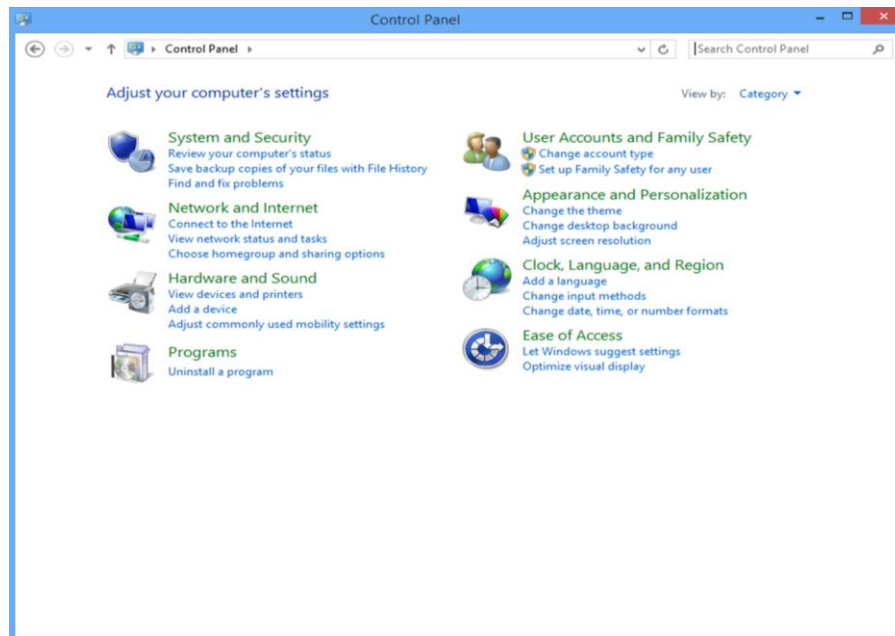 Control Panel
Control Panel
Search Control Panel
Adjust your computer's settings
View by: Category
System and Security
Review your computer's status
Save backup copies of your files with File History
Find and fix problems
Network and Internet
Connect to the Internet
View network status and tasks
Choose homegroup and sharing options
Hardware and Sound
View devices and printers
Add a device
Adjust commonly used mobility settings
Programs
Uninstall a program
User Accounts and Family Safety
Change account type
Set up Family Safety for any user
Appearance and Personalization
Change the theme
Change desktop background
Adjust screen resolution
Clock, Language, and Region
Add a language
Change input methods
Change date, time, or number formats
Ease of Access
Let Windows suggest settings
Optimize visual display